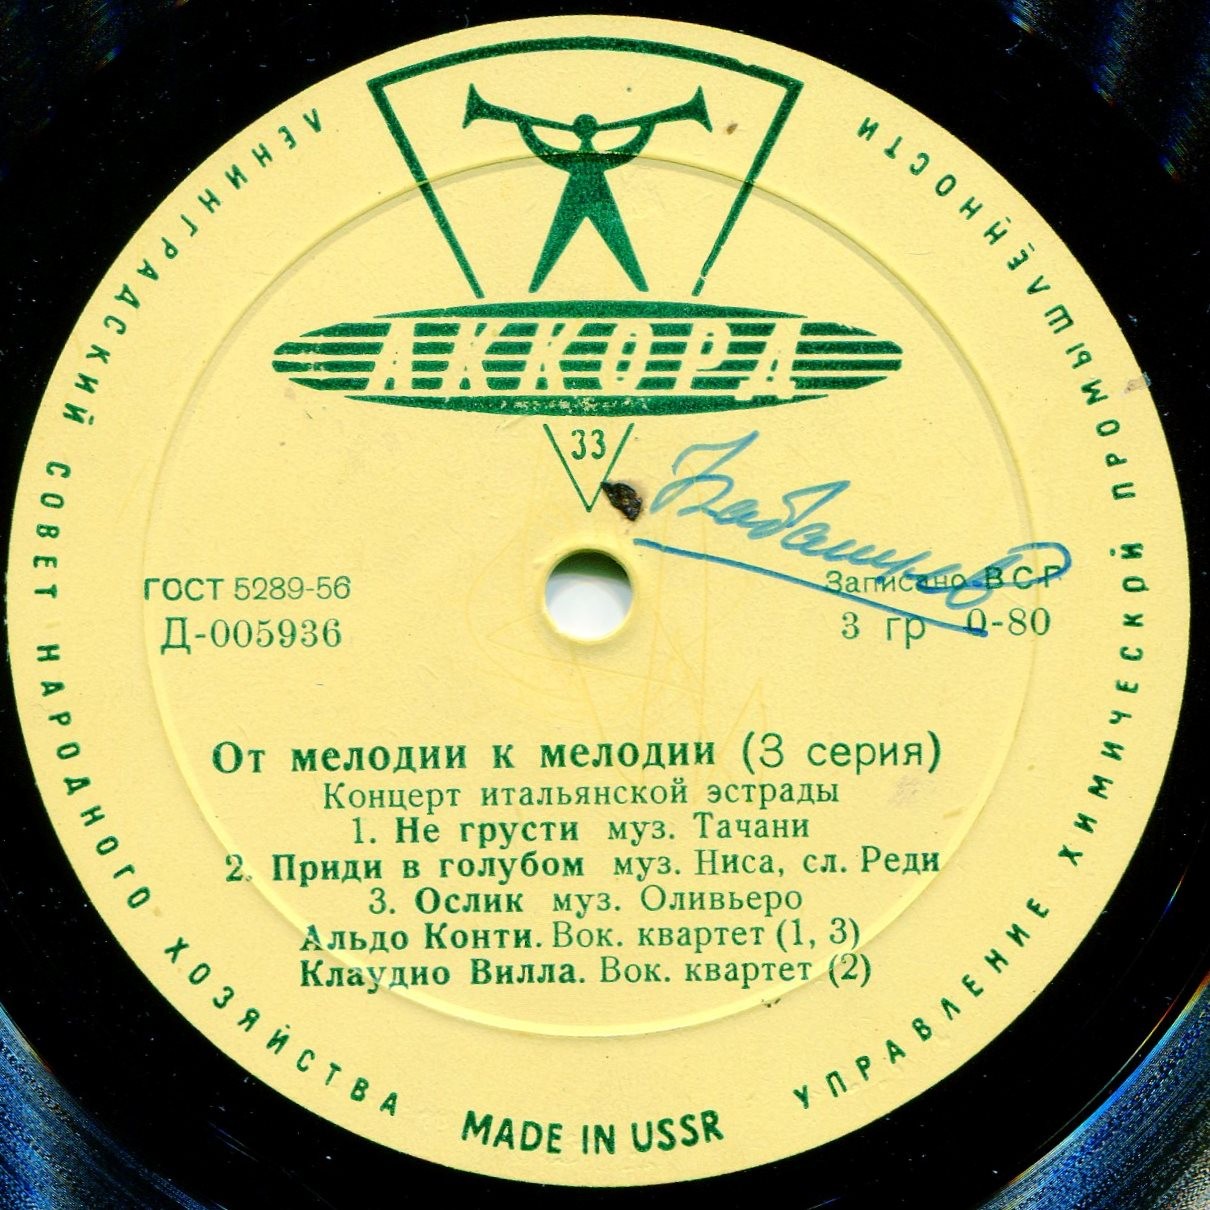 ЛЕНИНГРАДСКИЙ СОВЕТ НАРОДНОГО ХОЗЯЙСТВА
УПРАВЛЕНИЕ ХИМИЧЕСКОЙ ПРОМЫШЛЕННОСТИ
АККОРД
33
ГОСТ 5289-56
Записано ВСГ
Д-005936
3 гр 0-80
От мелодии к мелодии (3 серия)
Концерт итальянской эстрады
1. Не грусти муз. Тачани
2. Приди в голубом муз. Ниса, сл. Реди
3. Ослик муз. Оливьеро
Альдо Конти. Вок. квартет (1, 3)
Клаудио Вилла. Вок. квартет (2)
MADE IN USSR